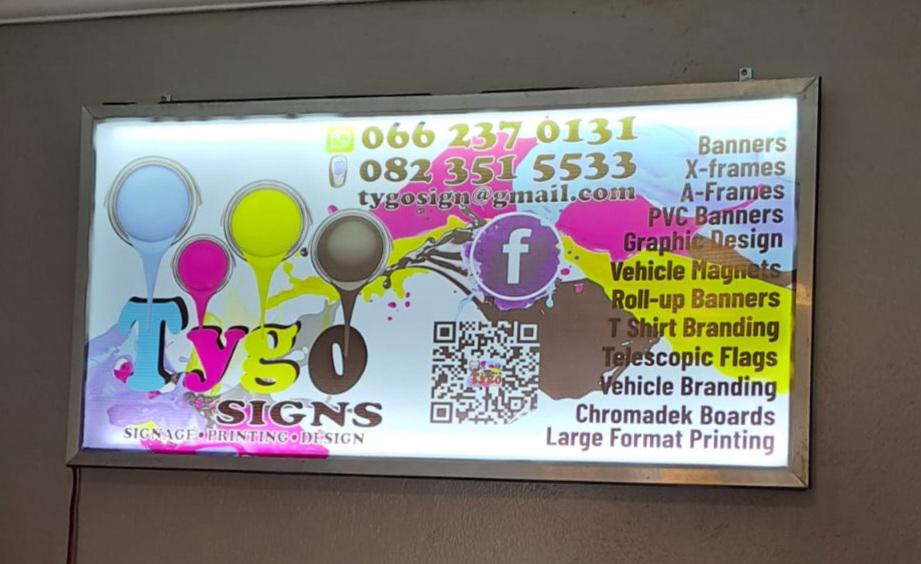 066 237 0131
082 351 5533
tygosign@gmail.com
f
Tygo
SIGNS
SIGNAGE•PRINTING•DESIGN
Banners
X-frames
A-Frames
PVC Banners
Graphic Design
Vehicle Magnets
Roll-up Banners
T Shirt Branding
Telescopic Flags
Vehicle Branding
Chromadek Boards
Large Format Printing